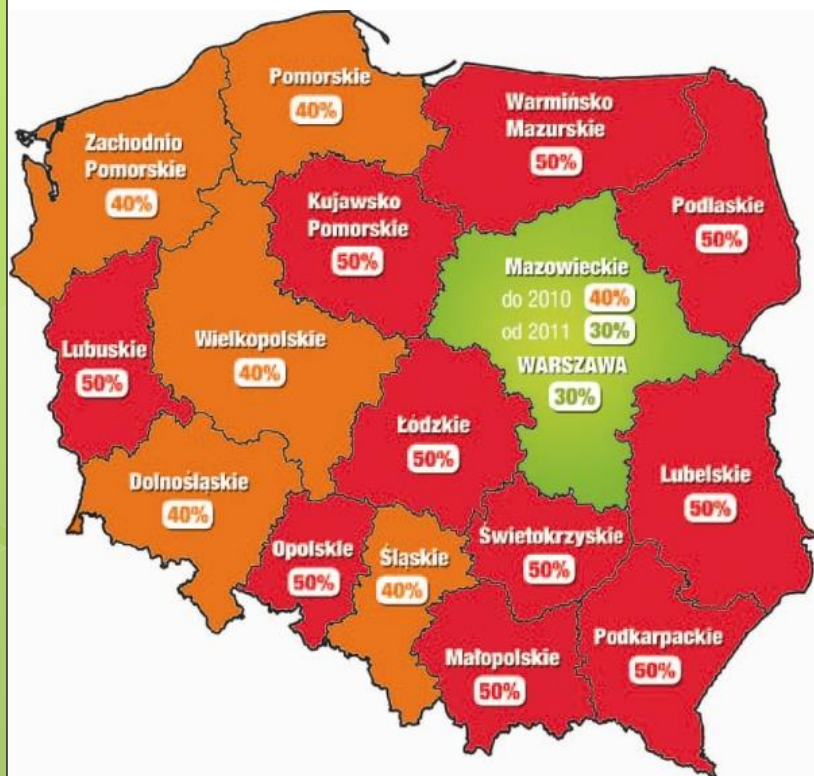 Pomorskie
40%
Warmińsko
Mazurskie
50%
Zachodnio
Pomorskie
40%
Kujawsko
Pomorskie
50%
Podlaskie
50%
Mazowieckie
do 2010 40%
od 2011 30%
WARSZAWA
30%
Lubuskie
50%
Wielkopolskie
40%
Łódzkie
50%
Lubelskie
50%
Dolnośląskie
40%
Opolskie
50%
Śląskie
40%
Świetokrzyskie
50%
Małopolskie
50%
Podkarpackie
50%